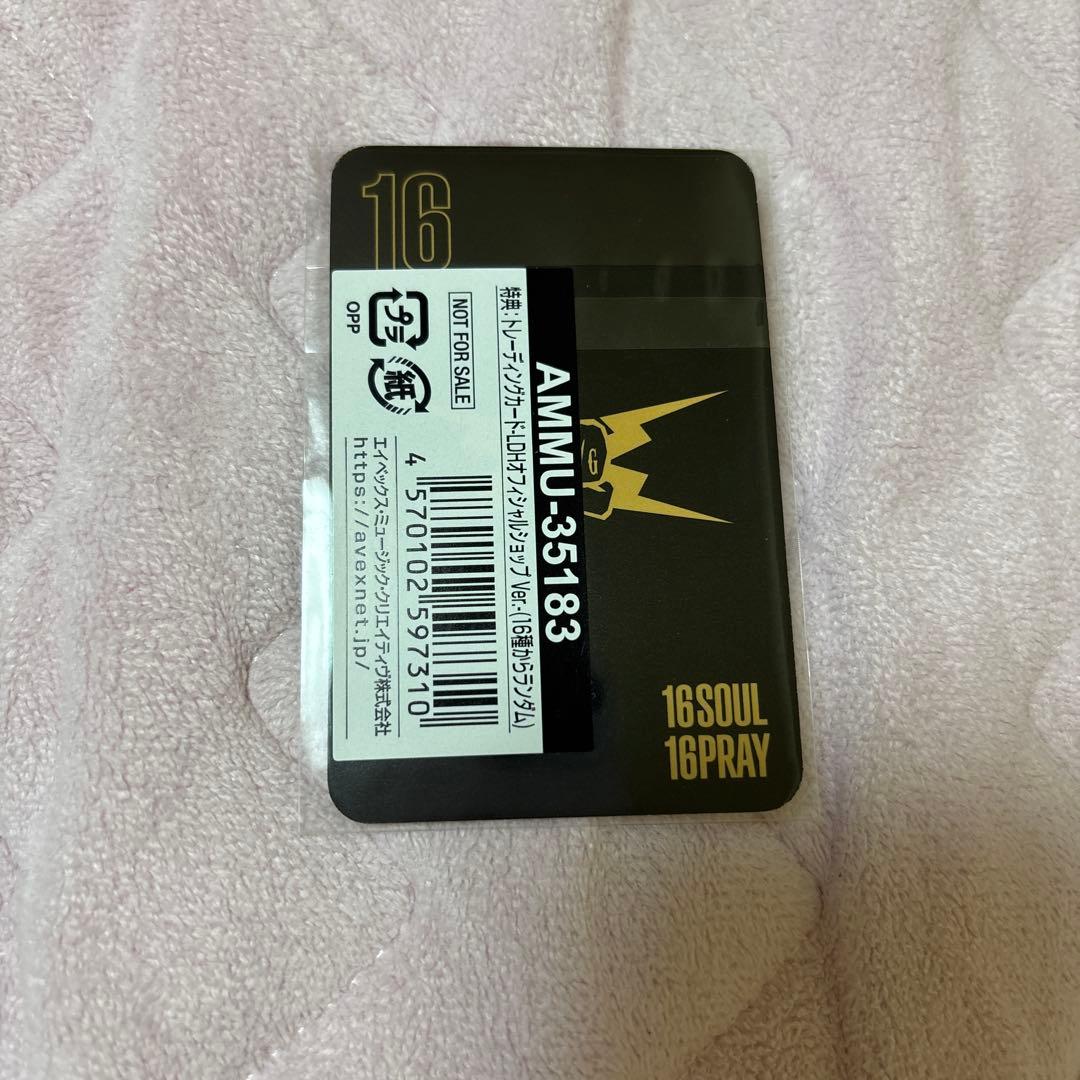 16
AMMU-35183
特典：トレーディングカード-LDHオフィシャルショップ Ver.-(16種からランダム)
NOT FOR SALE
プラ
OPP
紙
4 570102 597310
エイベックス・ミュージック・クリエイティヴ株式会社
https://avexnet.jp/
16SOUL
16PRAY